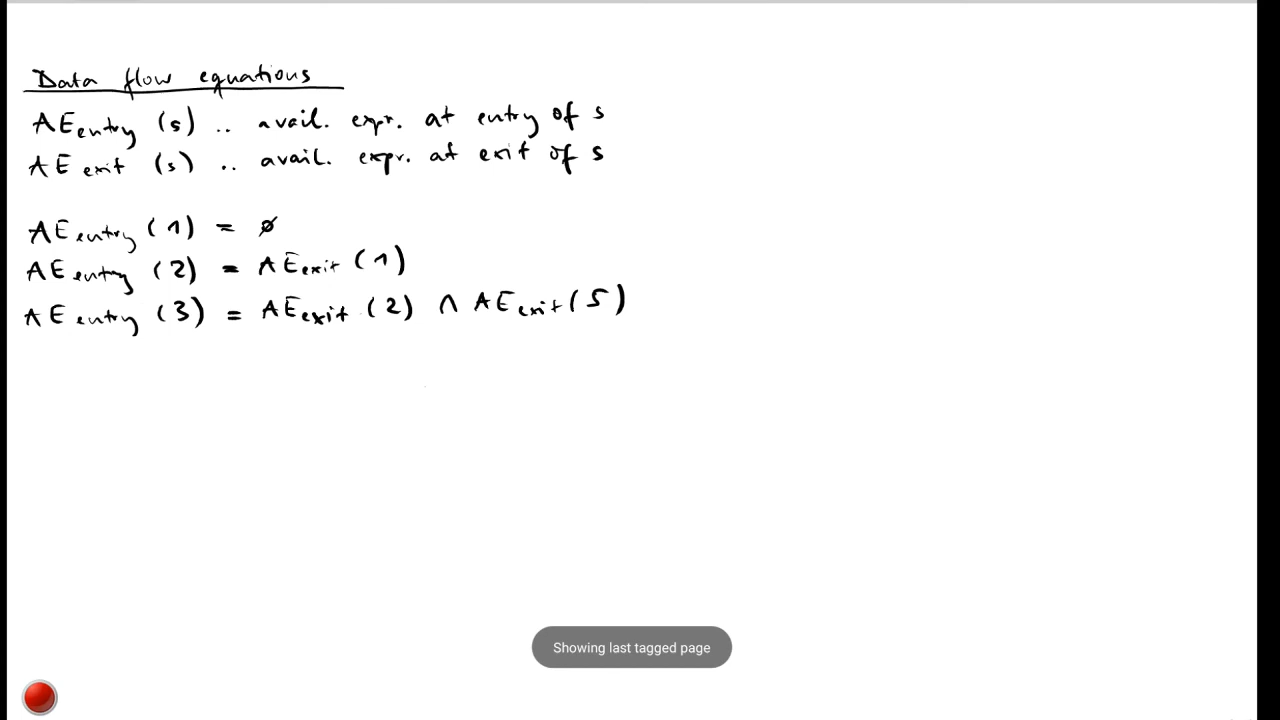 Data flow equations
AEentry (s) .. avail. expr. at entry of s
AEexit (s) .. avail. expr. at exit of s
AEentry (1) = ∅
AEentry (2) = AEexit (1)
AEentry (3) = AEexit (2) ∩ AEexit (5)
Showing last tagged page